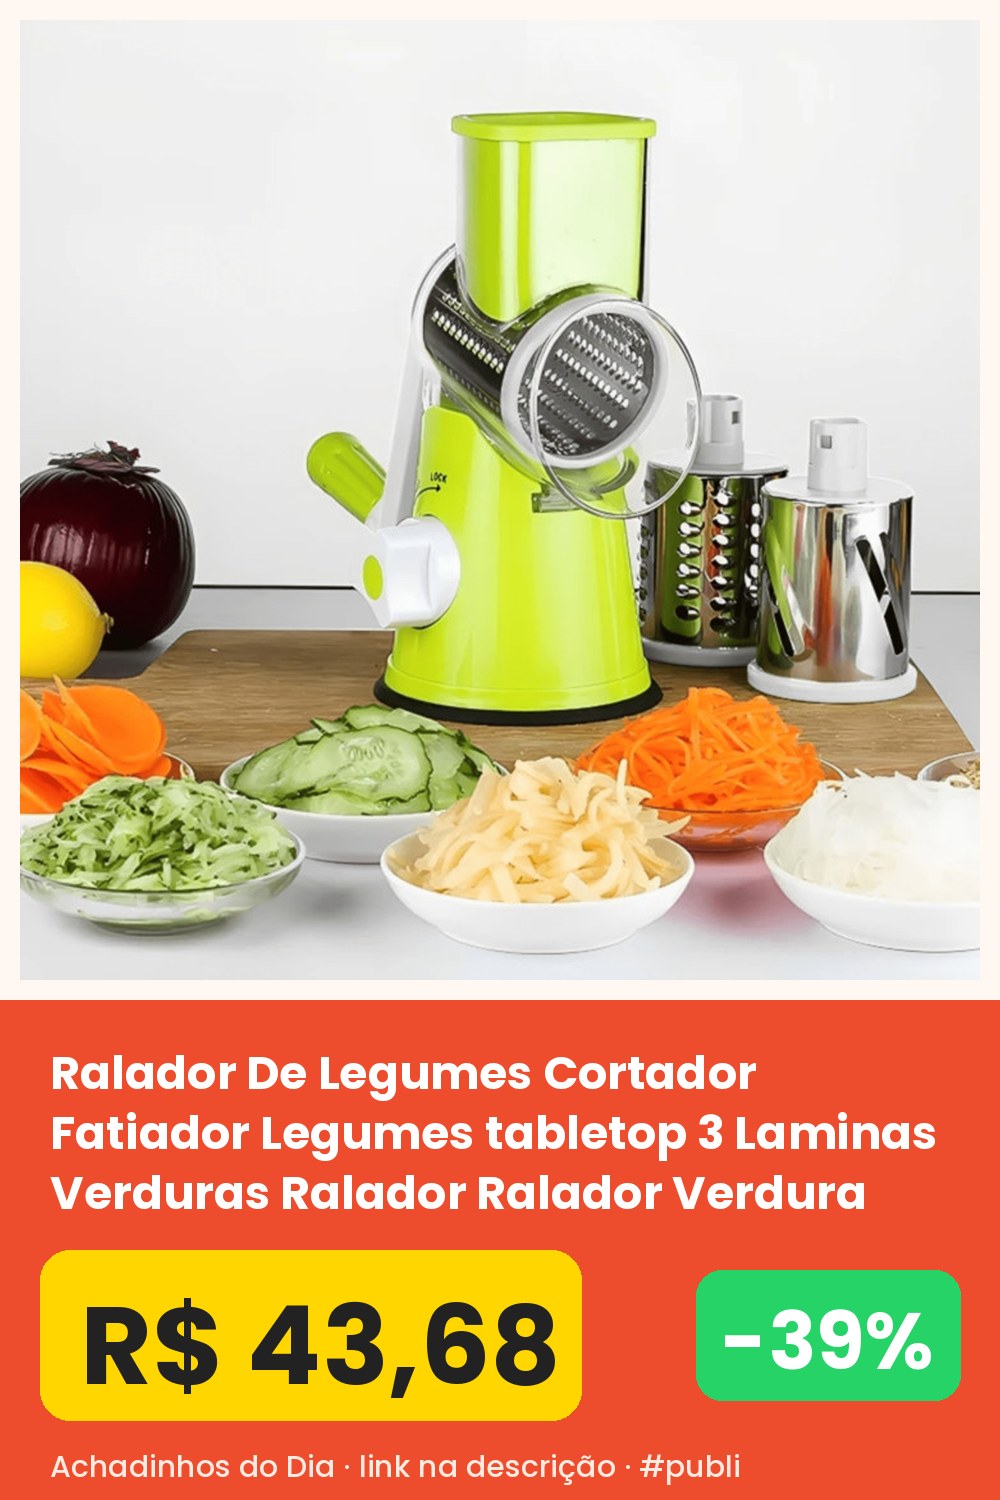 LOCK
Ralador De Legumes Cortador
Fatiador Legumes tabletop 3 Laminas
Verduras Ralador Ralador Verdura
R$ 43,68
-39%
Achadinhos do Dia · link na descrição · #publi